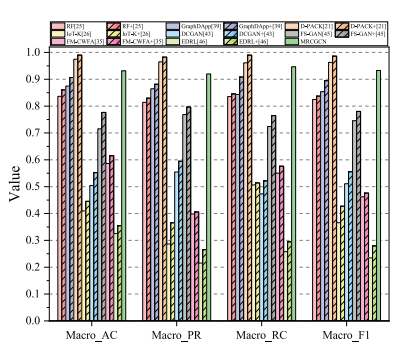 RF[25] RF+[25] GraphDApp[39] GraphDApp+[39] D-PACK[21] D-PACK+[21]
IoT-K[26] IoT-K+[26] DCGAN[43] DCGAN+[43] FS-GAN[45] FS-GAN+[45]
FM-CWFA[35] FM-CWFA+[35] EDRL[46] EDRL+[46] MRCGCN
1.0
0.9
0.8
0.7
0.6
0.5
0.4
0.3
0.2
0.1
0.0
Value
Macro_AC Macro_PR Macro_RC Macro_F1